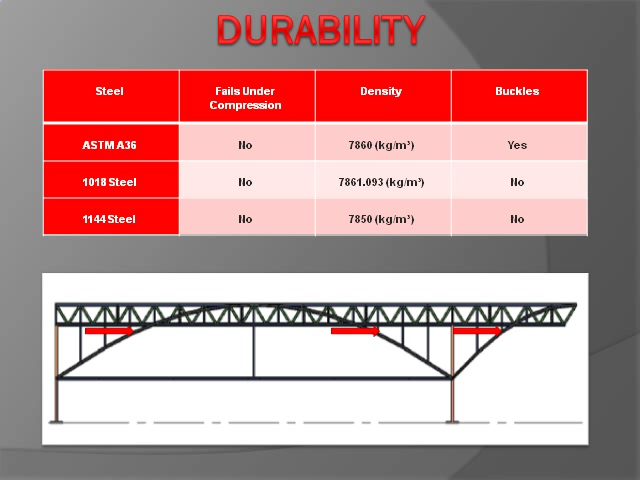 DURABILITY
Steel
Fails Under
Compression
Density
Buckles
ASTM A36
No
7860 (kg/m³)
Yes
1018 Steel
No
7861.093 (kg/m³)
No
1144 Steel
No
7850 (kg/m³)
No